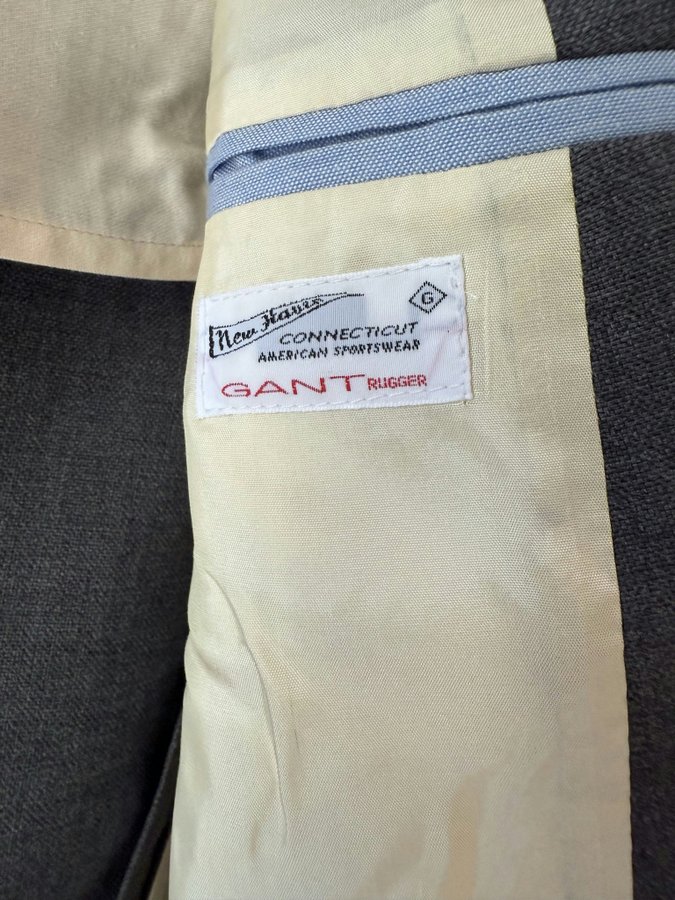 New Haven
G
CONNECTICUT
AMERICAN SPORTSWEAR
GANT RUGGER